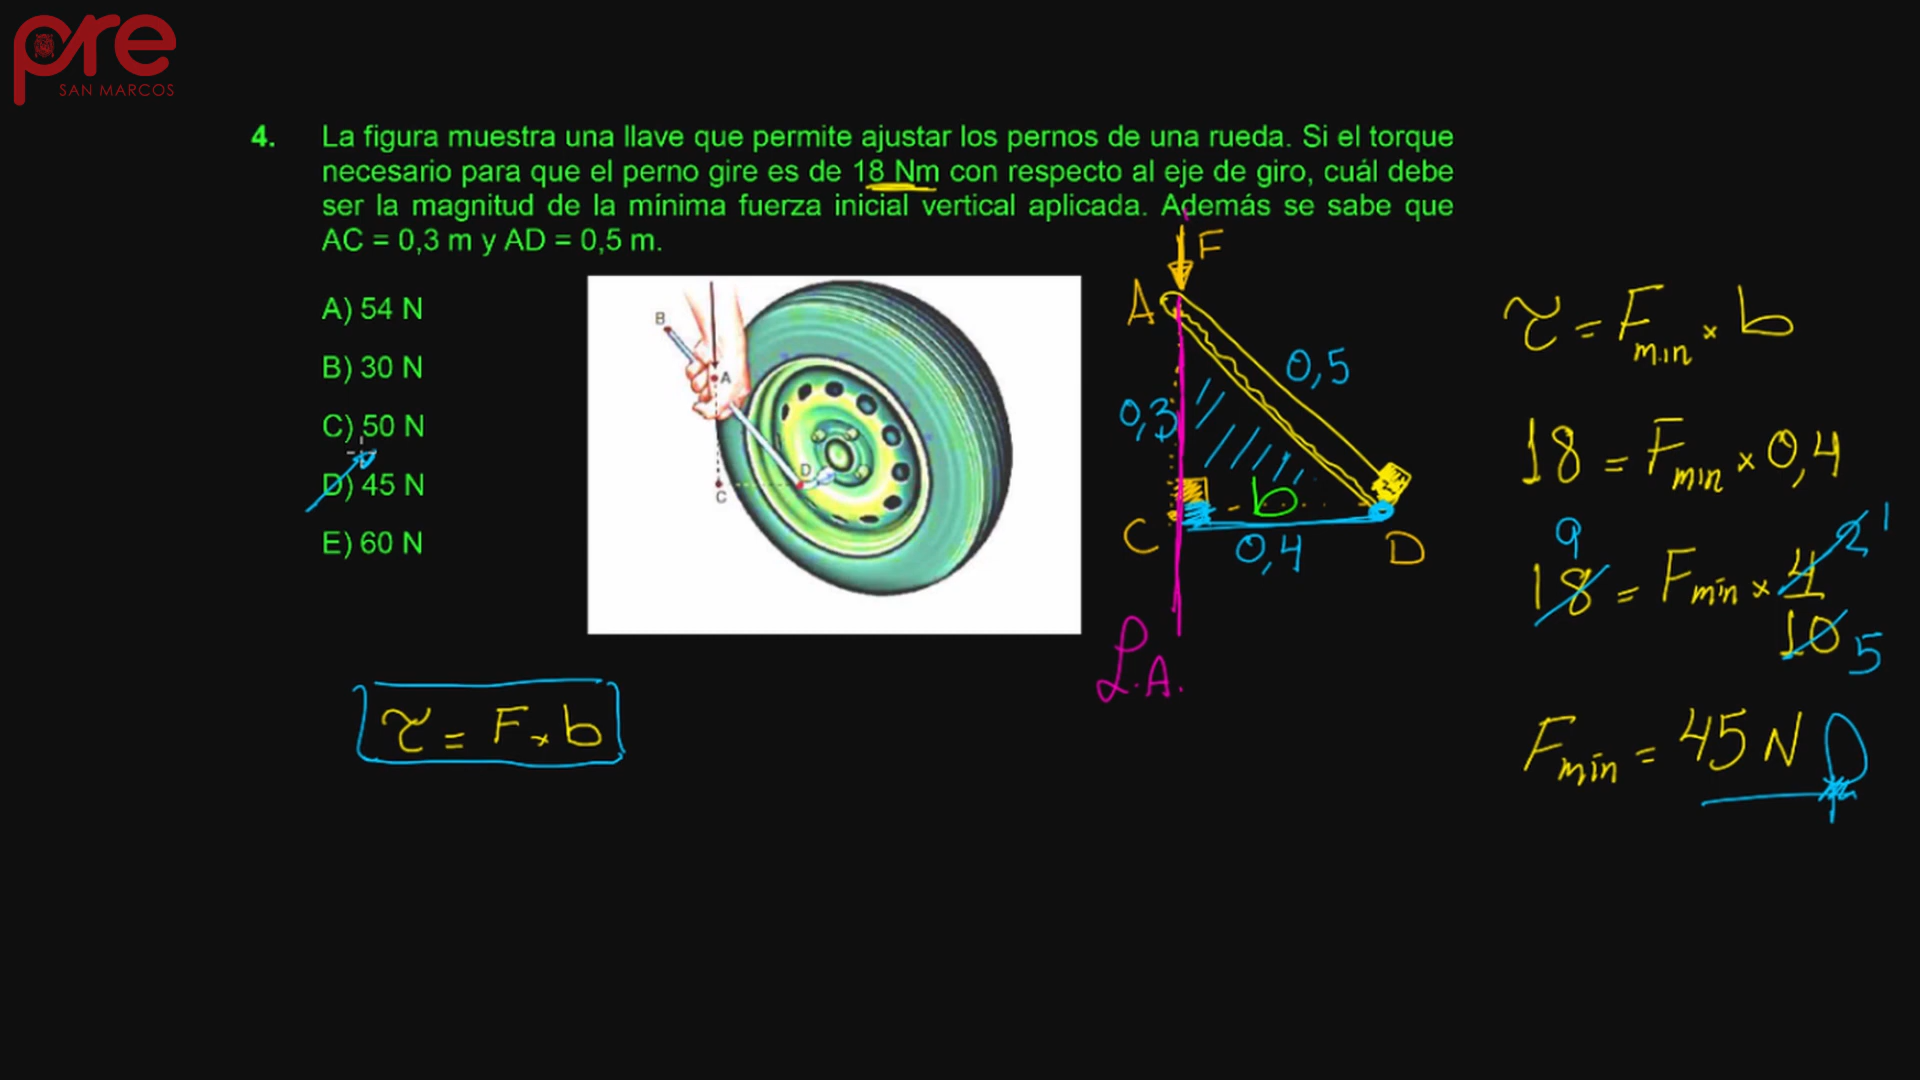 pre
SAN MARCOS
4. La figura muestra una llave que permite ajustar los pernos de una rueda. Si el torque
necesario para que el perno gire es de 18 Nm con respecto al eje de giro, cuál debe
ser la magnitud de la mínima fuerza inicial vertical aplicada. Además se sabe que
AC = 0,3 m y AD = 0,5 m.
A) 54 N
B) 30 N
C) 50 N
D) 45 N
E) 60 N
B
A
D
C
F
A
0,5
0,3
b
C
0,4
D
L.A.
τ = F × b
τ = Fmin × b
18 = Fmin × 0,4
9
2 1
18 = Fmín × 4
10 5
Fmín = 45 N D